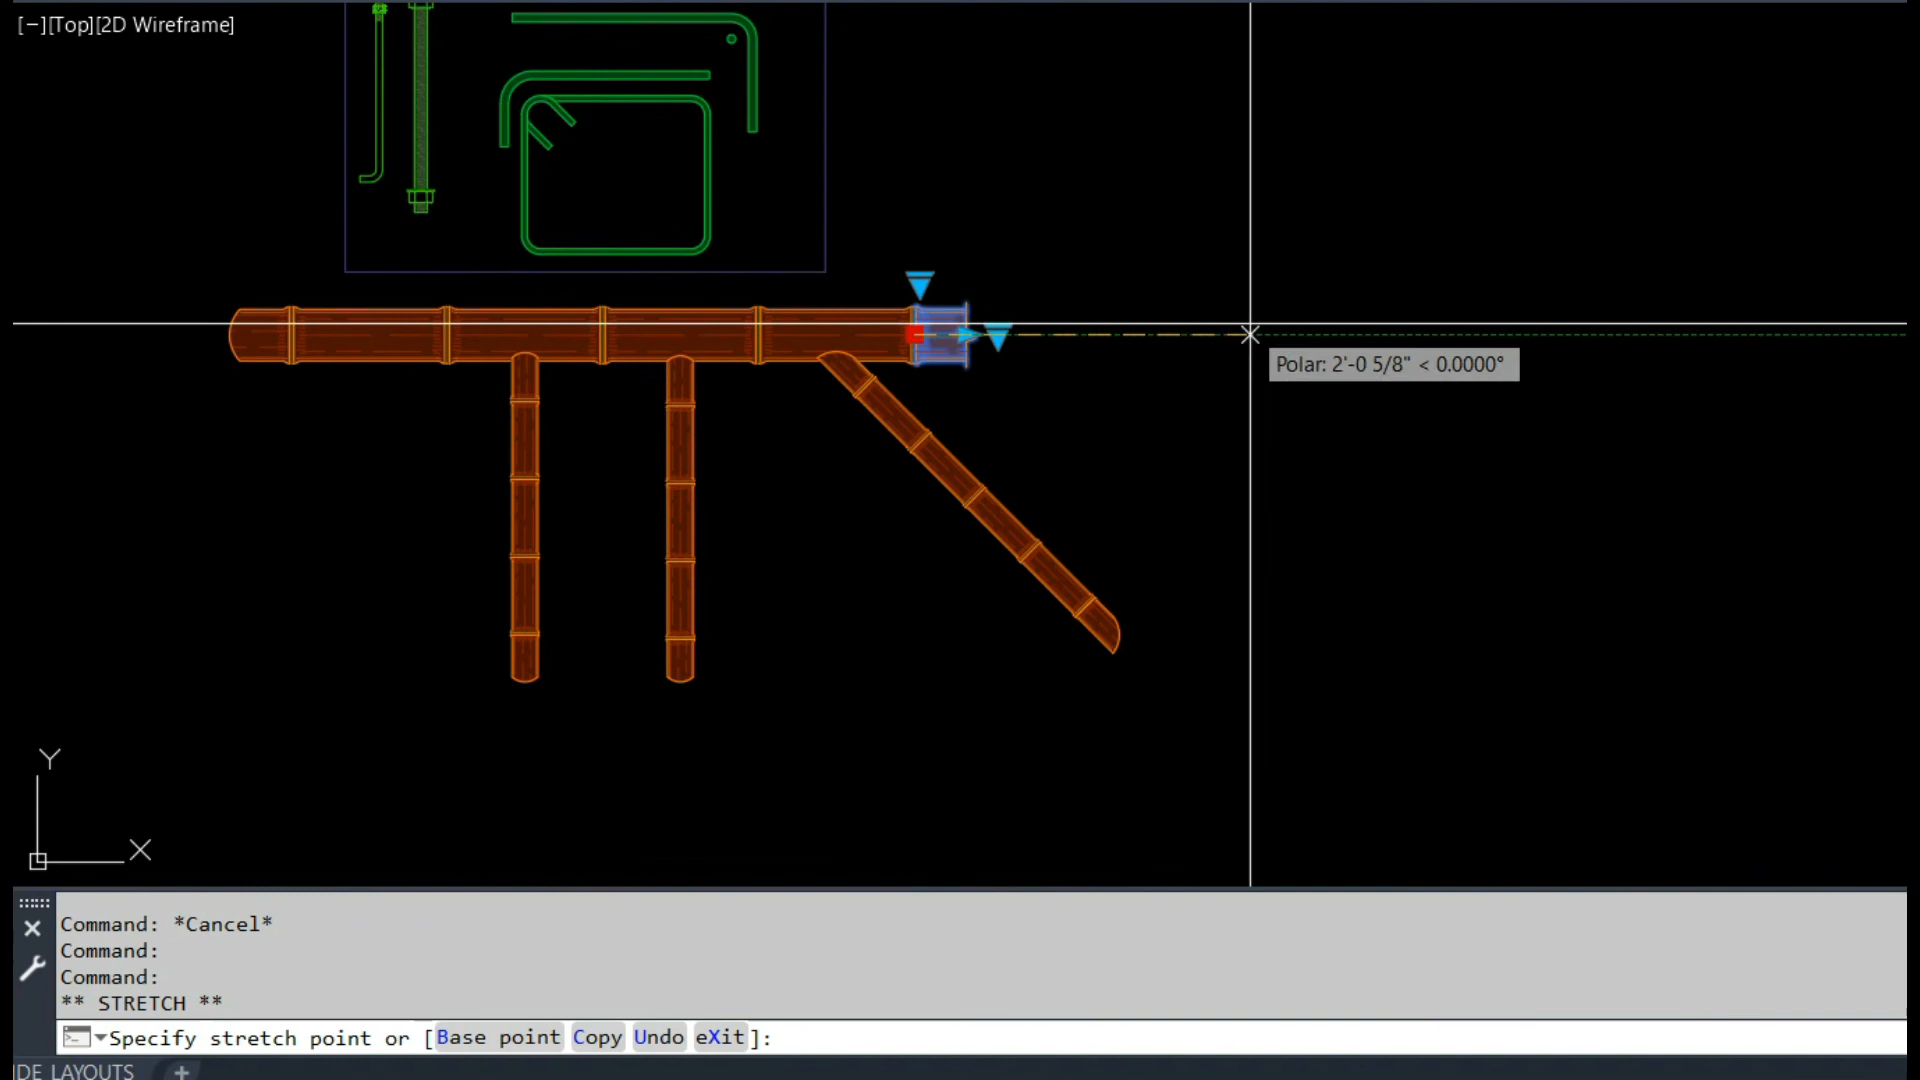 [−][Top][2D Wireframe]
Polar: 2'-0 5/8" < 0.0000°
Y
X
Command: *Cancel*
Command:
Command:
** STRETCH **
Specify stretch point or [Base point Copy Undo eXit]:
IDE LAYOUTS +